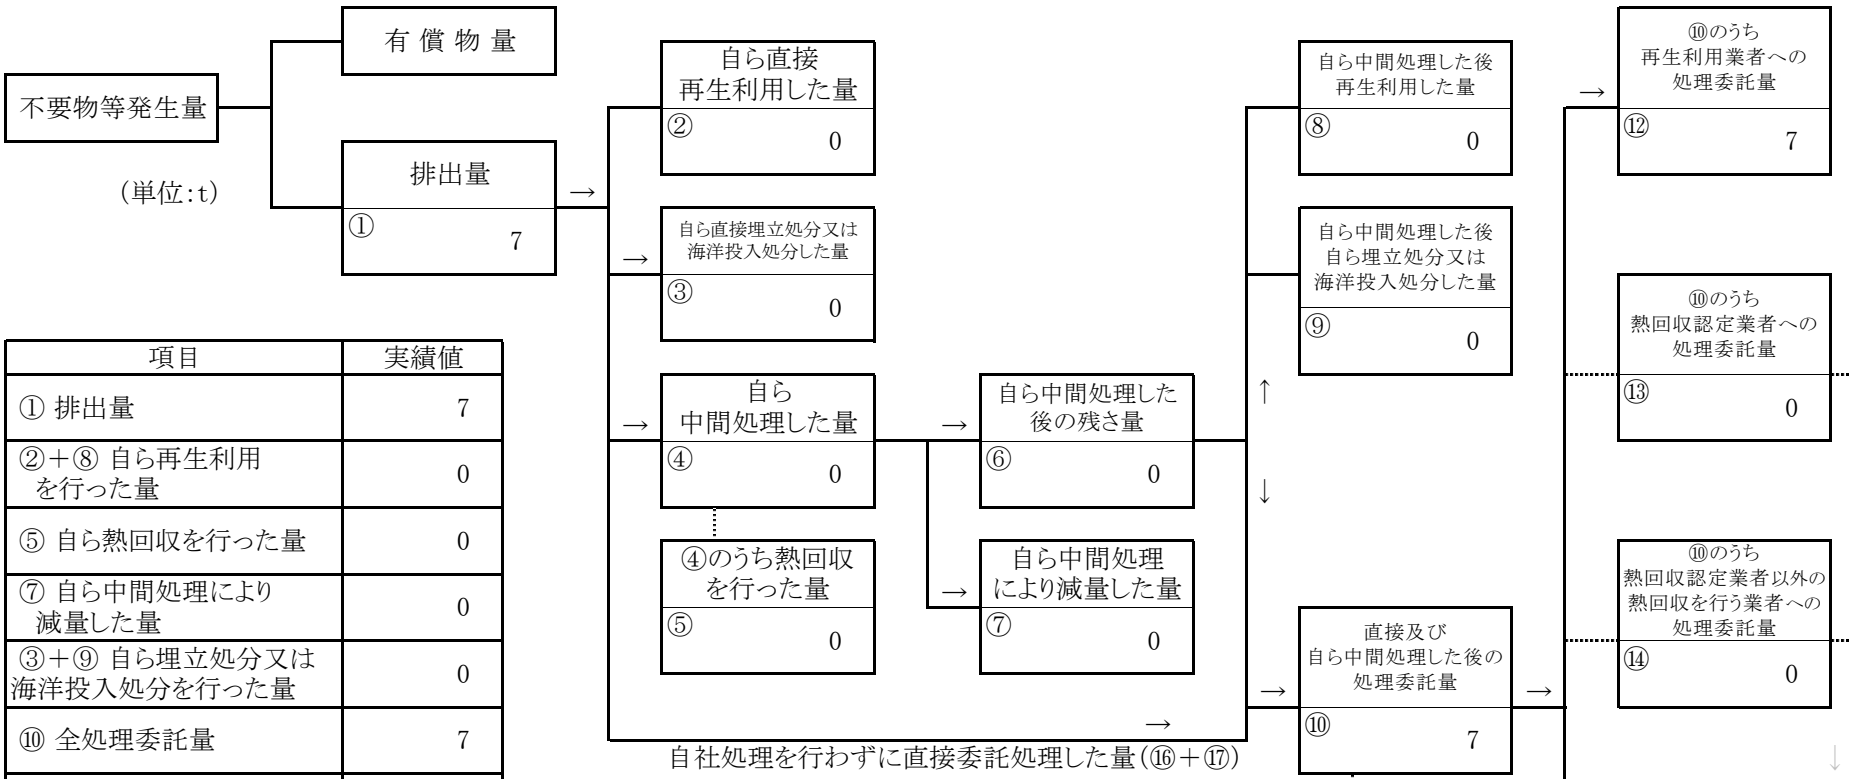 有 償 物 量
不要物等発生量
(単位:t)
排出量
①
7
→
自ら直接
再生利用した量
②
0
→
自ら直接埋立処分又は
海洋投入処分した量
③
0
→
自ら
中間処理した量
④
0
④のうち熱回収
を行った量
⑤
0
→
自ら中間処理した
後の残さ量
⑥
0
→
自ら中間処理
により減量した量
⑦
0
↑
↓
自ら中間処理した後
再生利用した量
⑧
0
自ら中間処理した後
自ら埋立処分又は
海洋投入処分した量
⑨
0
→
自社処理を行わずに直接委託処理した量(⑯+⑰)
→
直接及び
自ら中間処理した後の
処理委託量
⑩
7
→
→
⑩のうち
再生利用業者への
処理委託量
⑫
7
⑩のうち
熱回収認定業者への
処理委託量
⑬
0
⑩のうち
熱回収認定業者以外の
熱回収を行う業者への
処理委託量
⑭
0
↓
項目 実績値
① 排出量 7
②+⑧ 自ら再生利用
を行った量 0
⑤ 自ら熱回収を行った量 0
⑦ 自ら中間処理により
減量した量 0
③+⑨ 自ら埋立処分又は
海洋投入処分を行った量 0
⑩ 全処理委託量 7